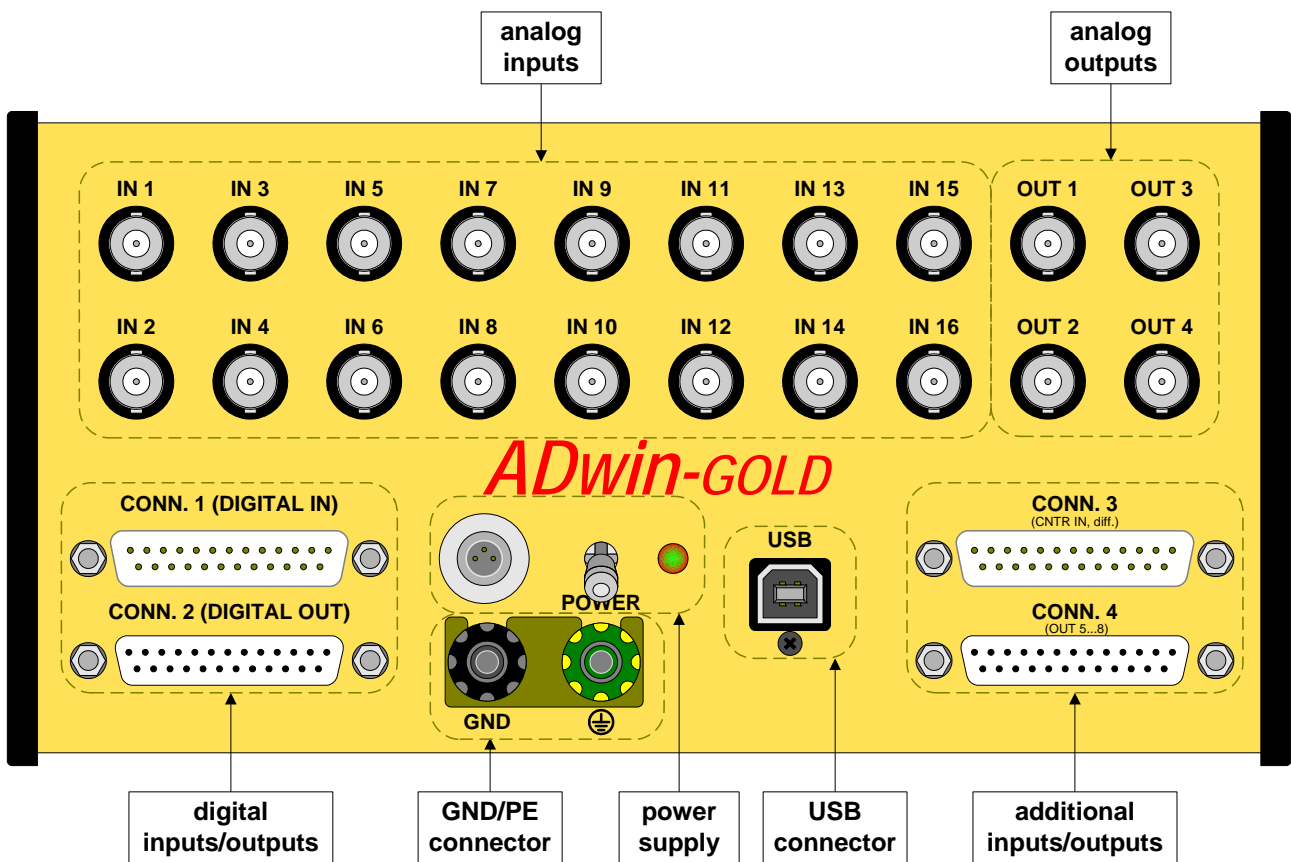 analog
inputs
analog
outputs
IN 1 IN 3 IN 5 IN 7 IN 9 IN 11 IN 13 IN 15 OUT 1 OUT 3
IN 2 IN 4 IN 6 IN 8 IN 10 IN 12 IN 14 IN 16 OUT 2 OUT 4
ADwin-GOLD
CONN. 1 (DIGITAL IN)
CONN. 2 (DIGITAL OUT)
POWER
GND
USB
CONN. 3
(CNTR IN, diff.)
CONN. 4
(OUT 5...8)
digital
inputs/outputs
GND/PE
connector
power
supply
USB
connector
additional
inputs/outputs